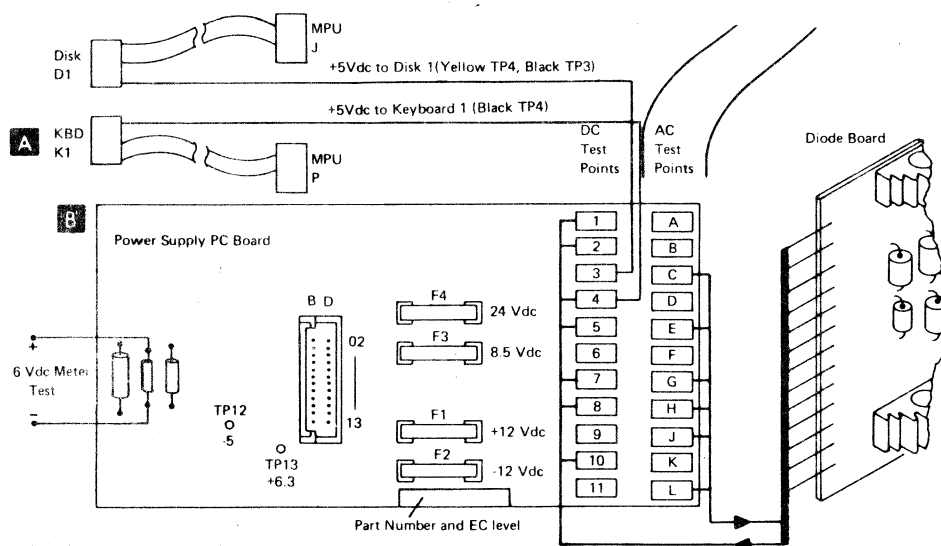 MPU
J
Disk
D1
+5Vdc to Disk 1(Yellow TP4, Black TP3)
+5Vdc to Keyboard 1 (Black TP4)
A
KBD
K1
MPU
P
DC
Test
Points
AC
Test
Points
Diode Board
B
Power Supply PC Board
1
2
3
4
5
6
7
8
9
10
11
A
B
C
D
E
F
G
H
J
K
L
B D
02
13
F4
24 Vdc
F3
8.5 Vdc
F1
+12 Vdc
F2
-12 Vdc
+
6 Vdc Meter
Test
–
TP12
-5
TP13
+6.3
Part Number and EC level